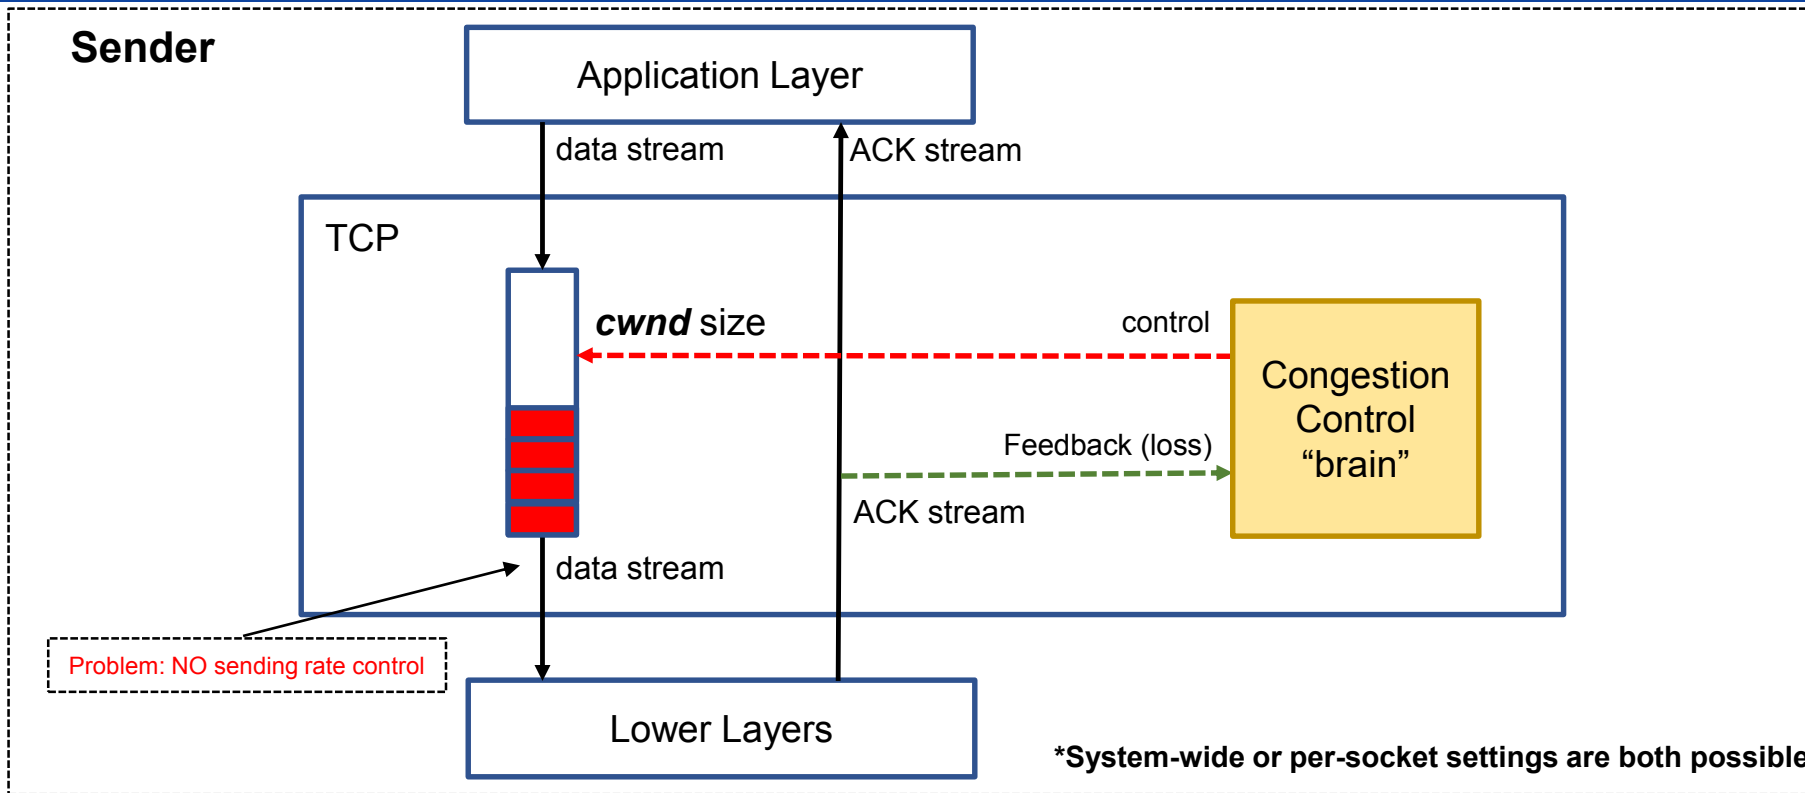 Sender
Application Layer
data stream
ACK stream
TCP
cwnd size
control
Congestion
Control
“brain”
Feedback (loss)
ACK stream
data stream
Problem: NO sending rate control
Lower Layers
*System-wide or per-socket settings are both possible